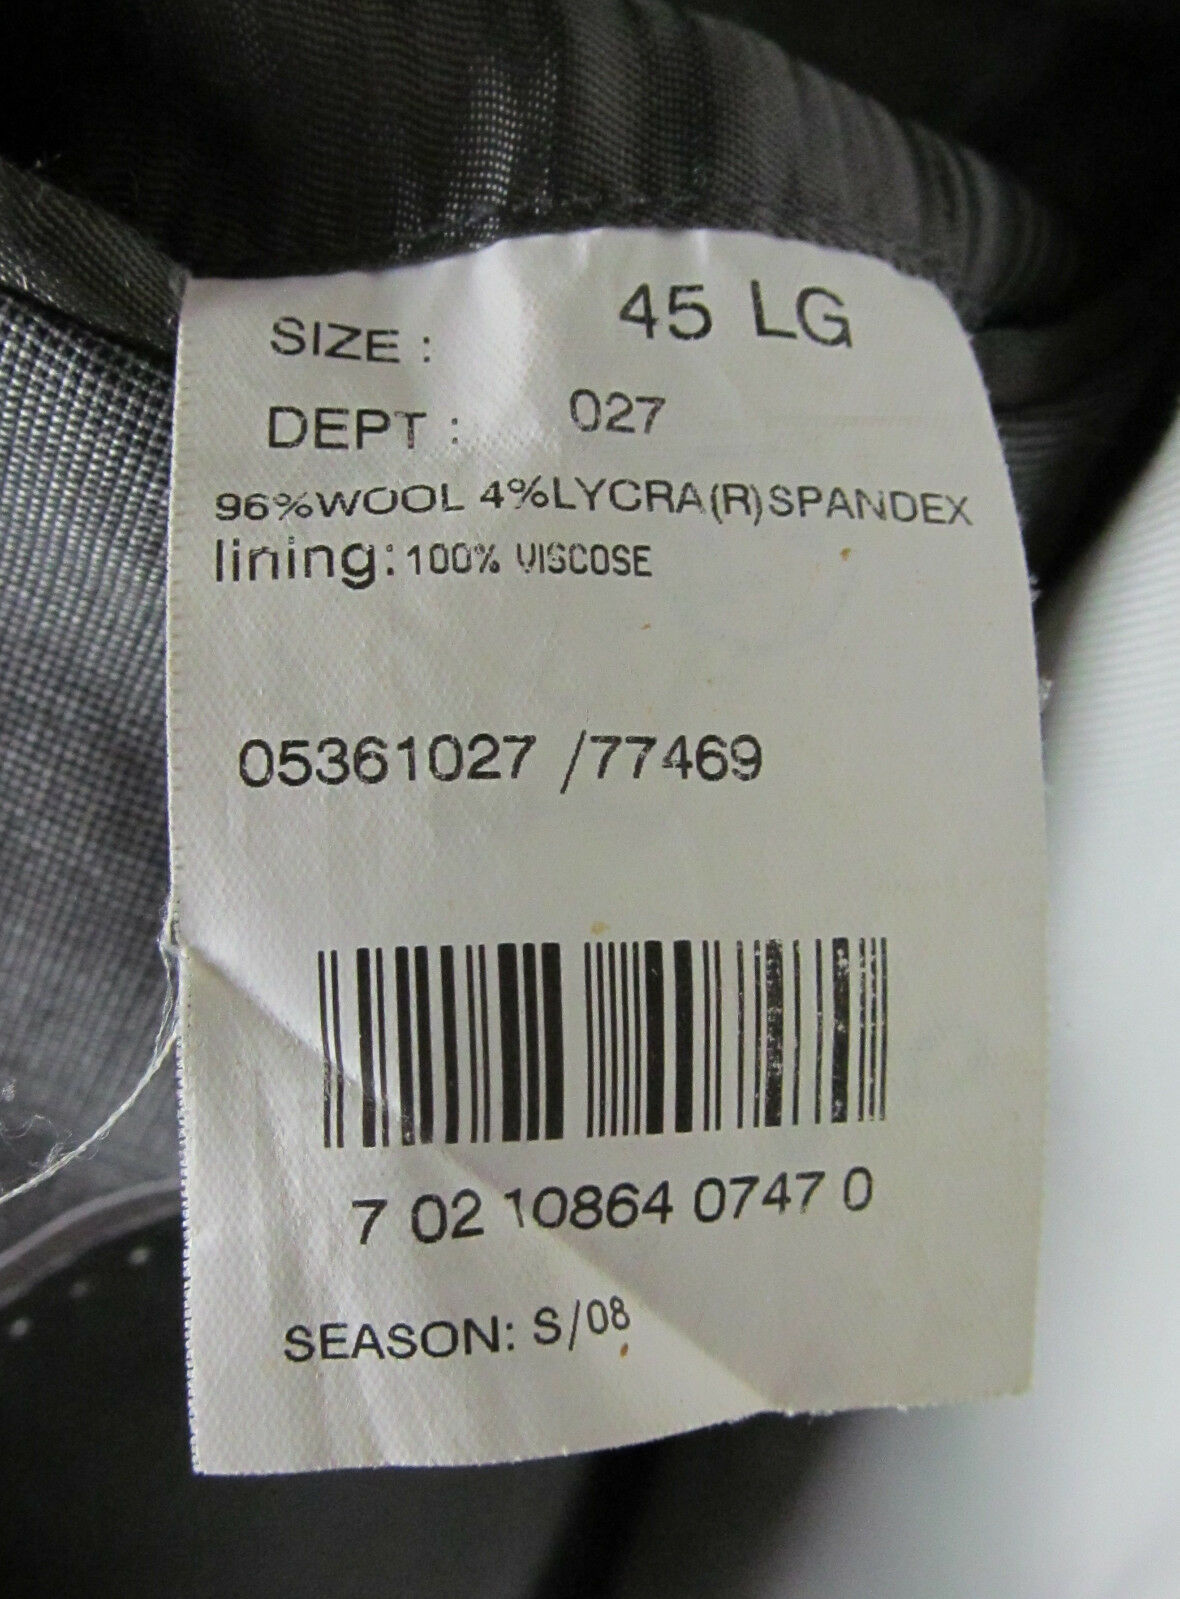 SIZE : 45 LG
DEPT : 027
96%WOOL 4%LYCRA(R)SPANDEX
lining: 100% VISCOSE
05361027 /77469
7 02 10864 0747 0
SEASON: S/08